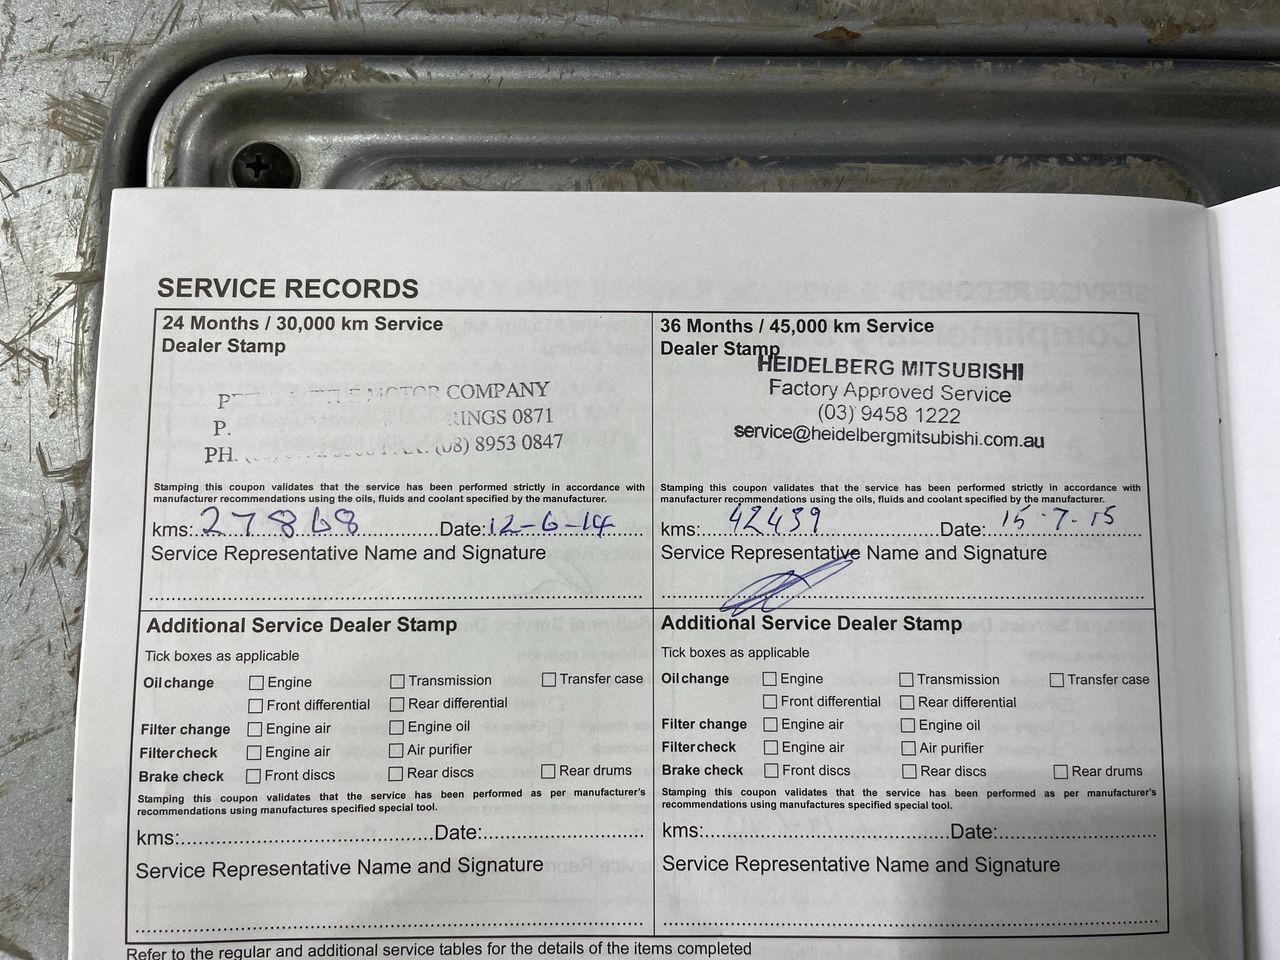 SERVICE RECORDS
24 Months / 30,000 km Service
Dealer Stamp
MOTOR COMPANY
P. RINGS 0871
PH. (08) 8953 0847
Stamping this coupon validates that the service has been performed strictly in accordance with
manufacturer recommendations using the oils, fluids and coolant specified by the manufacturer.
kms: 27868 Date: 12-6-14
Service Representative Name and Signature
36 Months / 45,000 km Service
Dealer Stamp
HEIDELBERG MITSUBISHI
Factory Approved Service
(03) 9458 1222
service@heidelbergmitsubishi.com.au
Stamping this coupon validates that the service has been performed strictly in accordance with
manufacturer recommendations using the oils, fluids and coolant specified by the manufacturer.
kms: 42439 Date: 15-7-15
Service Representative Name and Signature
Additional Service Dealer Stamp
Tick boxes as applicable
Oil change Engine Transmission Transfer case
Front differential Rear differential
Filter change Engine air Engine oil
Filter check Engine air Air purifier
Brake check Front discs Rear discs Rear drums
Stamping this coupon validates that the service has been performed as per manufacturer's
recommendations using manufactures specified special tool.
kms: Date:
Service Representative Name and Signature
Additional Service Dealer Stamp
Tick boxes as applicable
Oil change Engine Transmission Transfer case
Front differential Rear differential
Filter change Engine air Engine oil
Filter check Engine air Air purifier
Brake check Front discs Rear discs Rear drums
Stamping this coupon validates that the service has been performed as per manufacturer's
recommendations using manufactures specified special tool.
kms: Date:
Service Representative Name and Signature
Refer to the regular and additional service tables for the details of the items completed